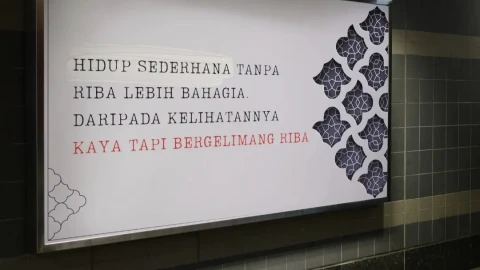 HIDUP SEDERHANA TANPA
RIBA LEBIH BAHAGIA.
DARIPADA KELIHATANNYA
KAYA TAPI BERGELIMANG RIBA